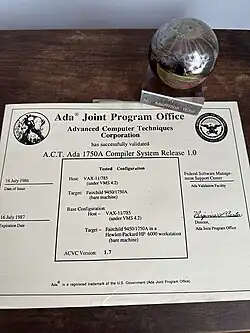 Ada® Joint Program Office
Advanced Computer Techniques
Corporation
has successfully validated
A.C.T. Ada 1750A Compiler System Release 1.0
Tested Configuration
16 July 1986
Date of Issue
Host: VAX-11/785
(under VMS 4.2)
Target: Fairchild 9450/1750A
(bare machine)
Base Configuration:
Host – VAX-11/785
(under VMS 4.2)
Target – Fairchild 9450/1750A in a
Hewlett-Packard HP 6000 workstation
(bare machine)
ACVC Version: 1.7
16 July 1987
Expiration Date
Federal Software Manage-
ment Support Center
Ada Validation Facility
Director,
Ada Joint Program Office
Ada® is a registered trademark of the U.S. Government (Ada Joint Program Office).